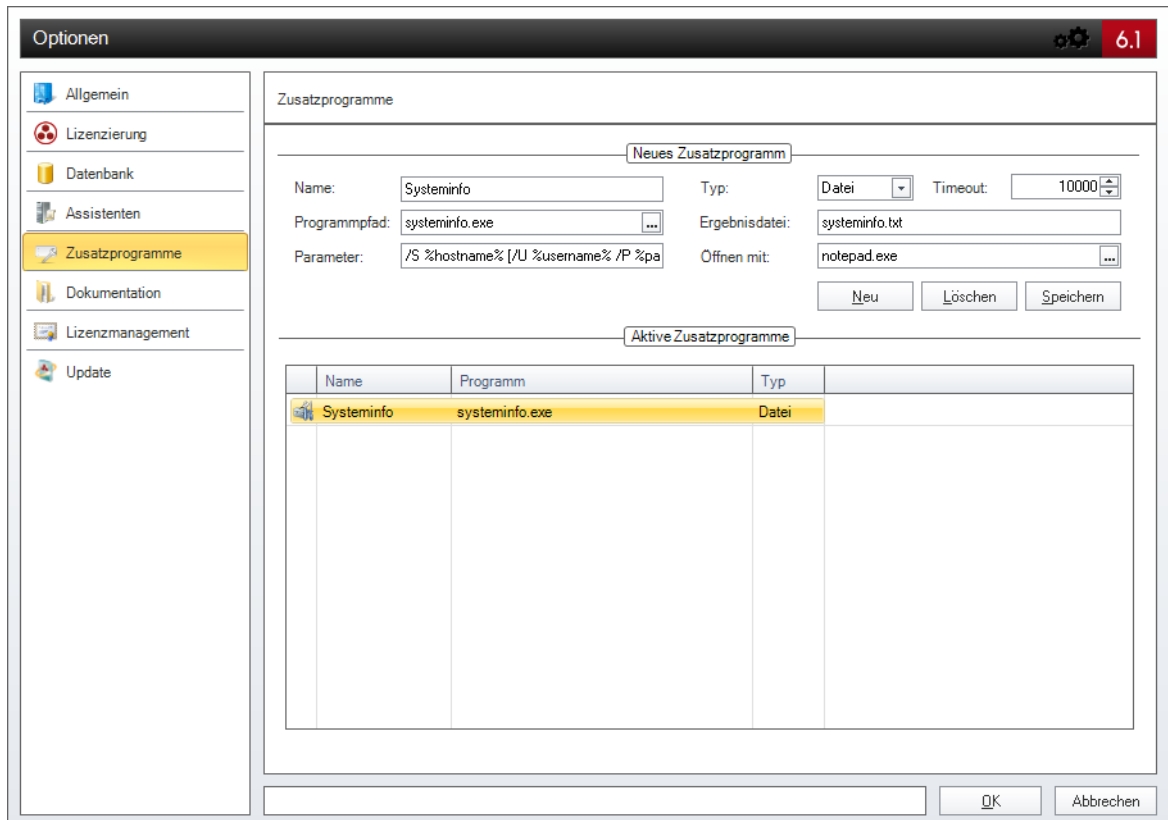 Optionen
6.1
Allgemein
Lizenzierung
Datenbank
Assistenten
Zusatzprogramme
Dokumentation
Lizenzmanagement
Update
Zusatzprogramme
Neues Zusatzprogramm
Name: Systeminfo Typ: Datei Timeout: 10000
Programmpfad: systeminfo.exe ... Ergebnisdatei: systeminfo.txt
Parameter: /S %hostname% [/U %username% /P %pa Öffnen mit: notepad.exe ...
Neu Löschen Speichern
Aktive Zusatzprogramme
Name Programm Typ
Systeminfo systeminfo.exe Datei
OK Abbrechen